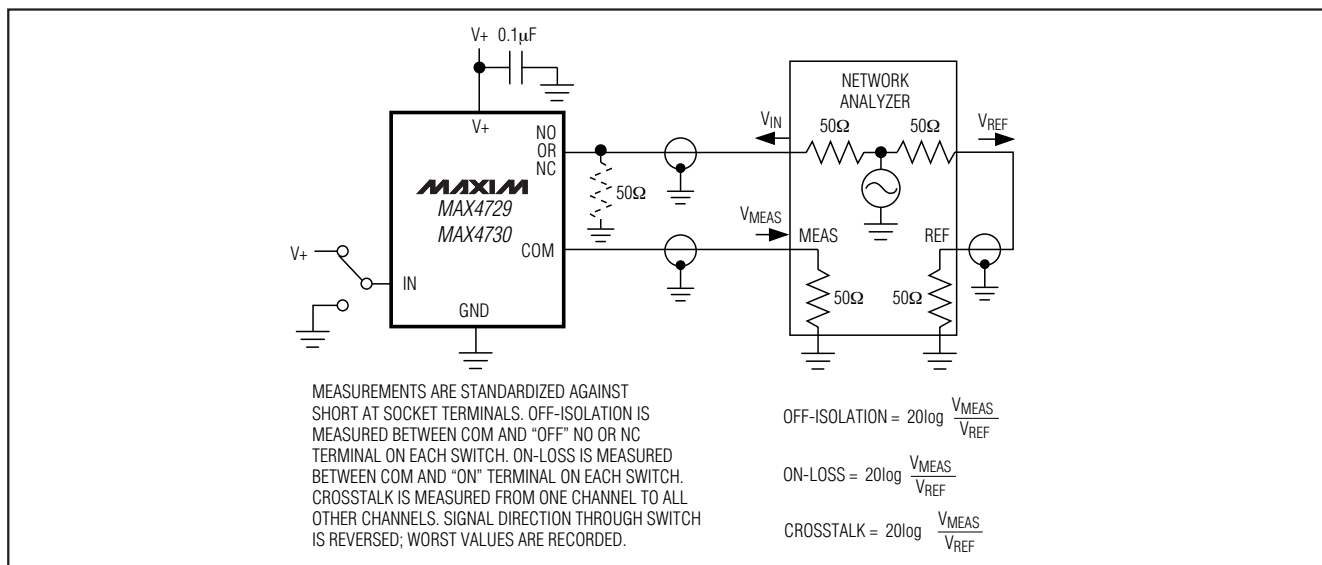 V+ 0.1µF
V+
NO
OR
NC
MAXIM
MAX4729
MAX4730
COM
V+
IN
GND
50Ω
NETWORK
ANALYZER
VIN
50Ω
50Ω
VREF
VMEAS
MEAS
REF
50Ω
50Ω
MEASUREMENTS ARE STANDARDIZED AGAINST
SHORT AT SOCKET TERMINALS. OFF-ISOLATION IS
MEASURED BETWEEN COM AND “OFF” NO OR NC
TERMINAL ON EACH SWITCH. ON-LOSS IS MEASURED
BETWEEN COM AND “ON” TERMINAL ON EACH SWITCH.
CROSSTALK IS MEASURED FROM ONE CHANNEL TO ALL
OTHER CHANNELS. SIGNAL DIRECTION THROUGH SWITCH
IS REVERSED; WORST VALUES ARE RECORDED.
OFF-ISOLATION = 20log VMEAS
VREF
ON-LOSS = 20log VMEAS
VREF
CROSSTALK = 20log VMEAS
VREF